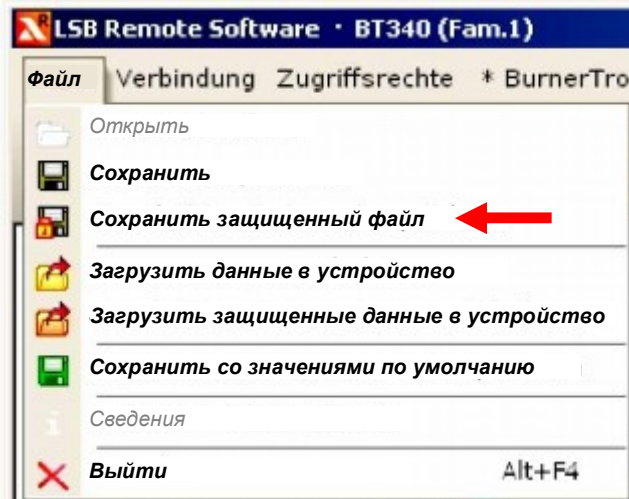 LSB Remote Software · BT340 (Fam.1)
Файл Verbindung Zugriffsrechte * BurnerTro
Открыть
Сохранить
Сохранить защищенный файл
Загрузить данные в устройство
Загрузить защищенные данные в устройство
Сохранить со значениями по умолчанию
Сведения
Выйти Alt+F4